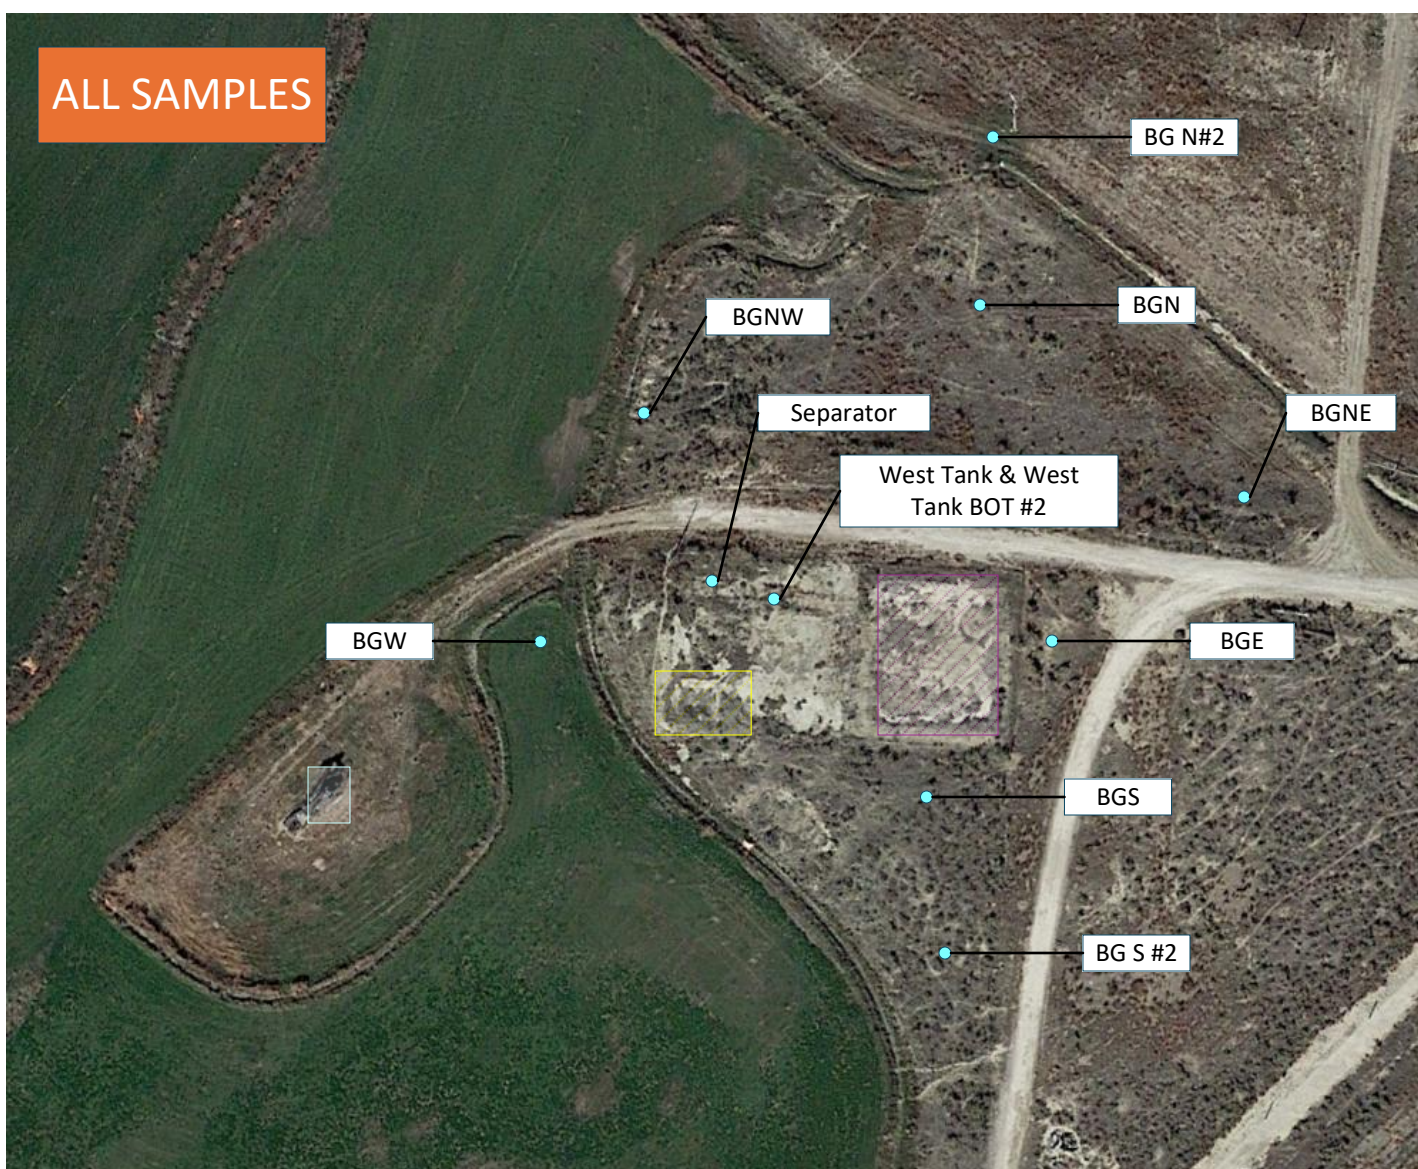 ALL SAMPLES
BG N#2
BGN
BGNW
Separator
BGNE
West Tank & West
Tank BOT #2
BGW
BGE
BGS
BG S #2